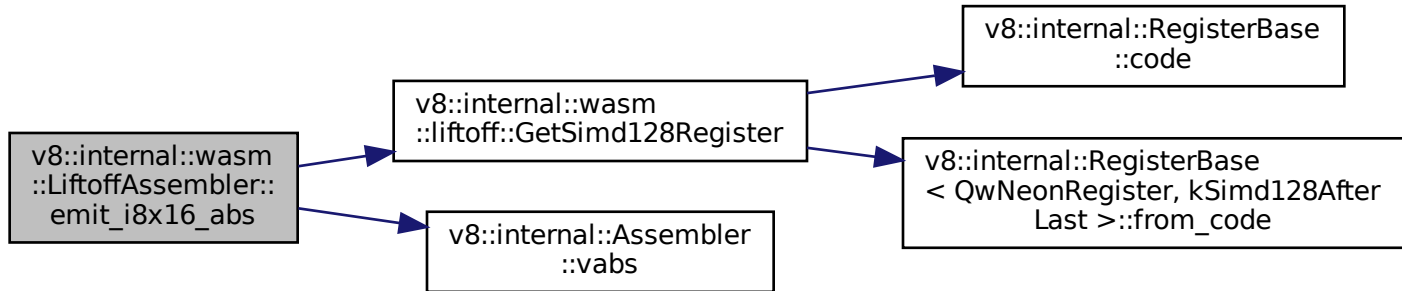 v8::internal::wasm
::LiftoffAssembler::
emit_i8x16_abs
v8::internal::wasm
::liftoff::GetSimd128Register
v8::internal::Assembler
::vabs
v8::internal::RegisterBase
::code
v8::internal::RegisterBase
< QwNeonRegister, kSimd128After
Last >::from_code